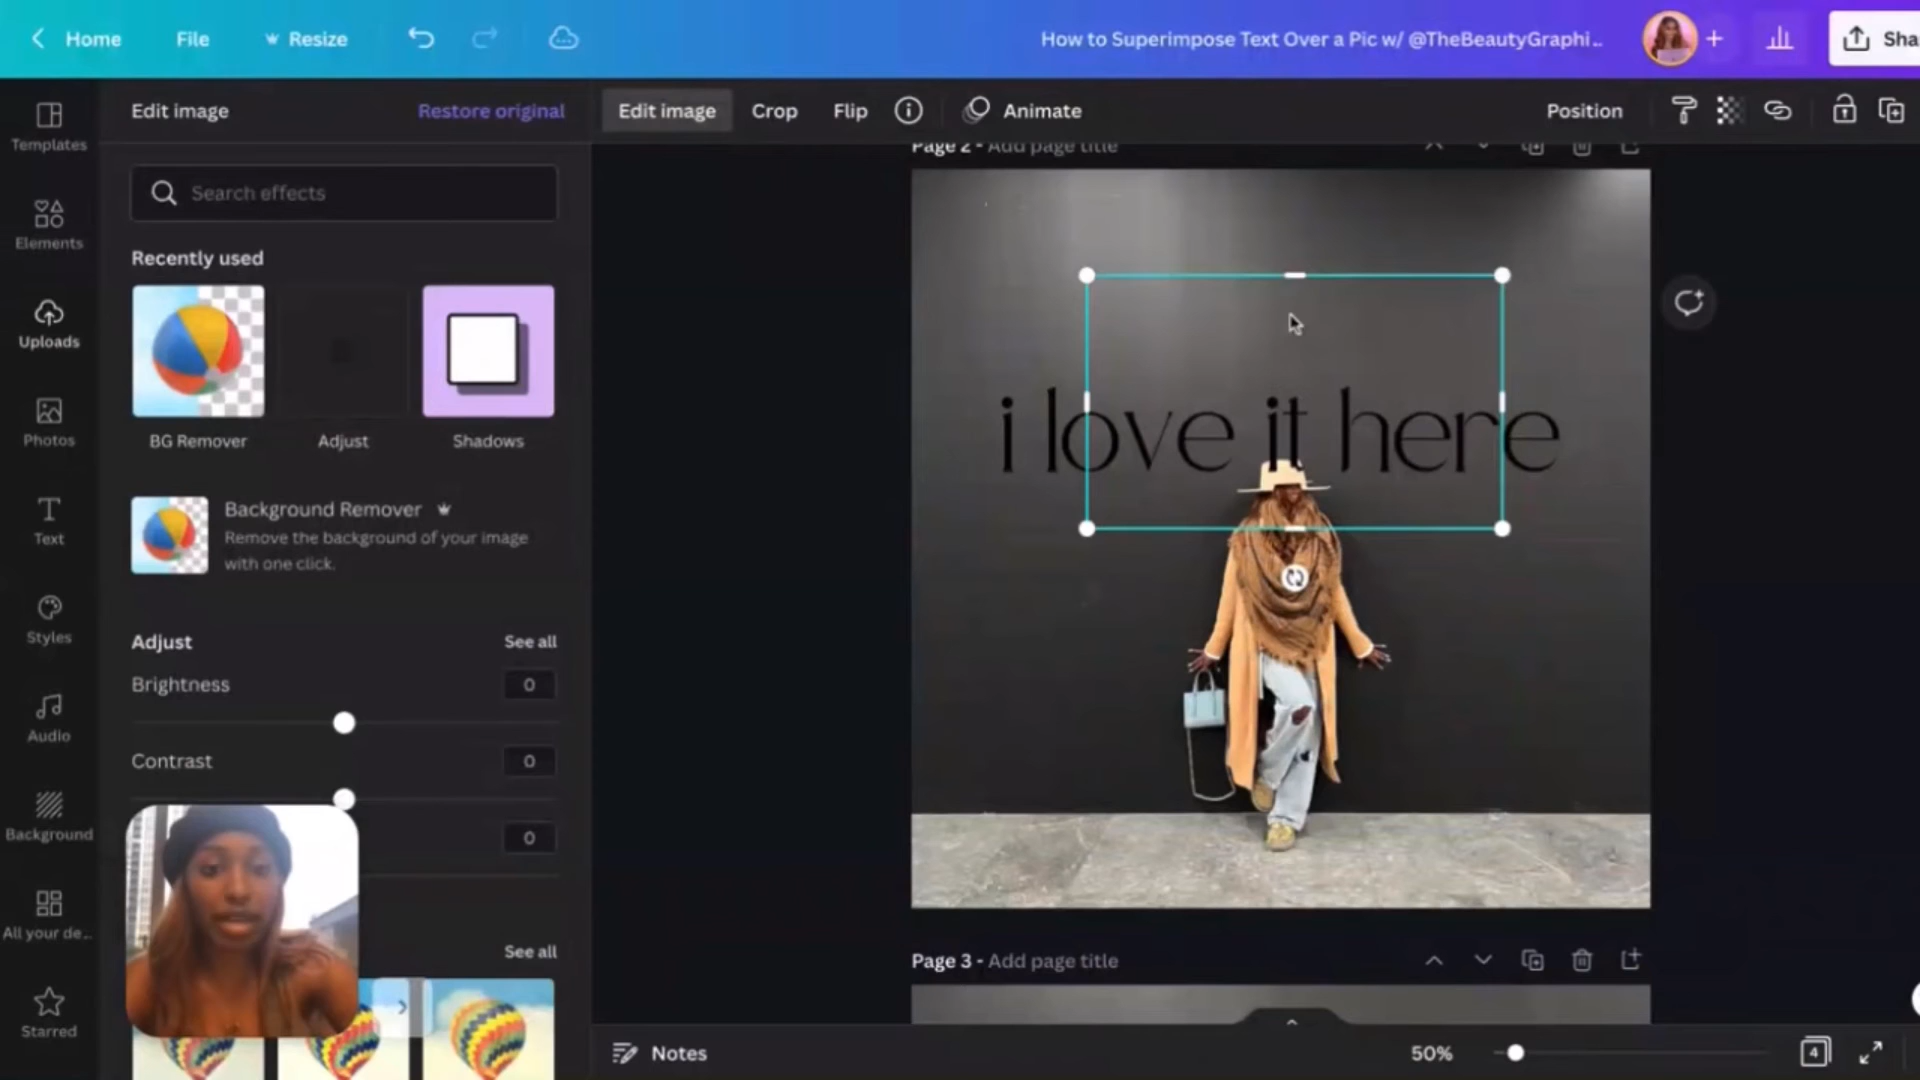 Home
File
Resize
How to Superimpose Text Over a Pic w/ @TheBeautyGraphi..
Sha
Templates
Elements
Uploads
Photos
Text
Styles
Audio
Background
All your de...
Starred
Edit image
Restore original
Search effects
Recently used
BG Remover
Adjust
Shadows
Background Remover
Remove the background of your image
with one click.
Adjust
See all
Brightness
0
Contrast
0
0
See all
Edit image
Crop
Flip
Animate
Position
Page 2 - Add page title
i love it here
Page 3 - Add page title
Notes
50%
4